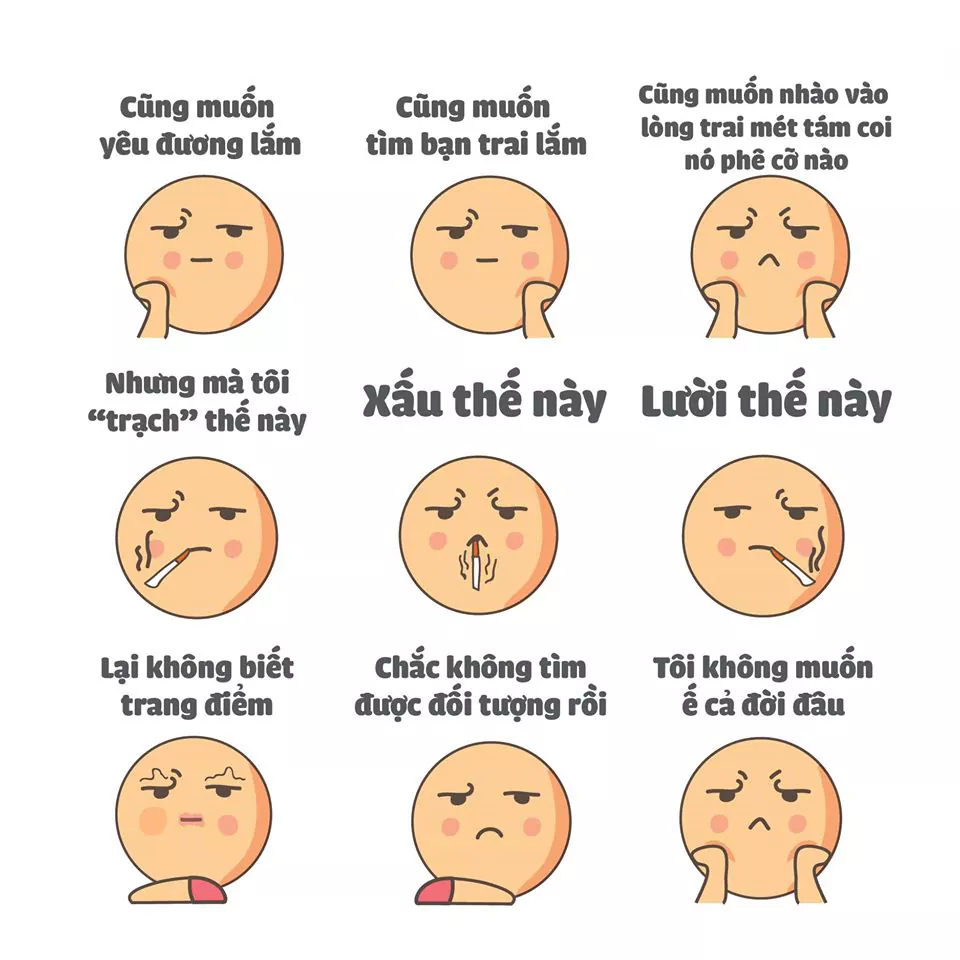 Cũng muốn
yêu đương lắm
Cũng muốn
tìm bạn trai lắm
Cũng muốn nhào vào
lòng trai mét tám coi
nó phê cỡ nào
Nhưng mà tôi
“trạch” thế này
Xấu thế này
Lười thế này
Lại không biết
trang điểm
Chắc không tìm
được đối tượng rồi
Tôi không muốn
ế cả đời đâu